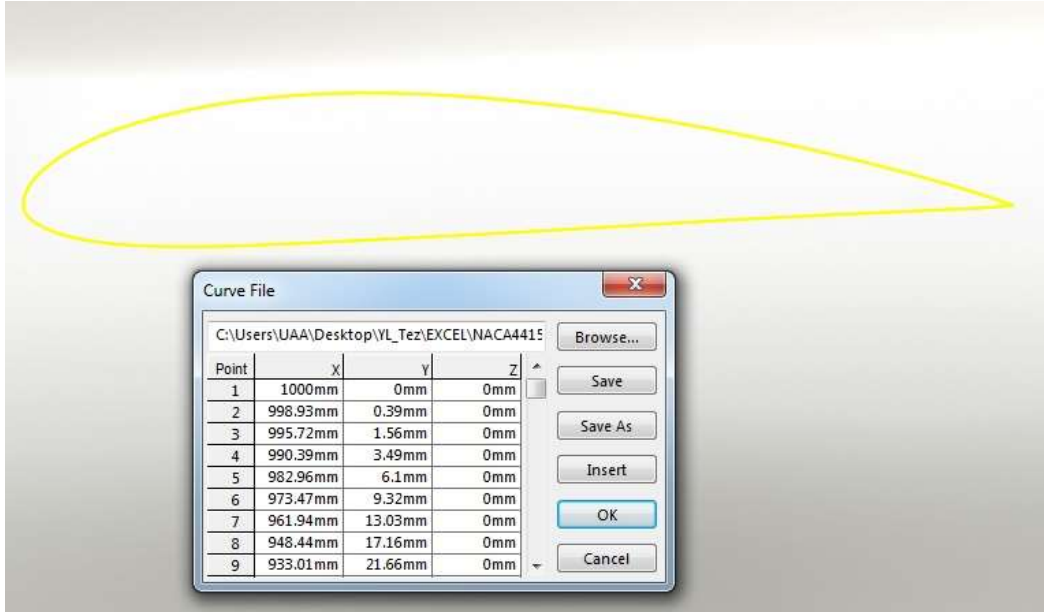 Curve File
C:\Users\UAA\Desktop\YL_Tez\EXCEL\NACA4415
Browse...
Point X Y Z
1 1000mm 0mm 0mm
2 998.93mm 0.39mm 0mm
3 995.72mm 1.56mm 0mm
4 990.39mm 3.49mm 0mm
5 982.96mm 6.1mm 0mm
6 973.47mm 9.32mm 0mm
7 961.94mm 13.03mm 0mm
8 948.44mm 17.16mm 0mm
9 933.01mm 21.66mm 0mm
Save
Save As
Insert
OK
Cancel